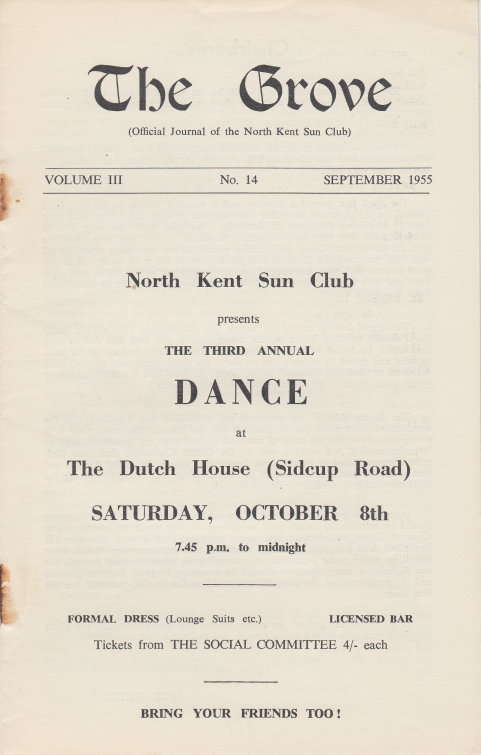 The Grove
(Official Journal of the North Kent Sun Club)
VOLUME III No. 14 SEPTEMBER 1955
North Kent Sun Club
presents
THE THIRD ANNUAL
DANCE
at
The Dutch House (Sidcup Road)
SATURDAY, OCTOBER 8th
7.45 p.m. to midnight
FORMAL DRESS (Lounge Suits etc.) LICENSED BAR
Tickets from THE SOCIAL COMMITTEE 4/- each
BRING YOUR FRIENDS TOO!